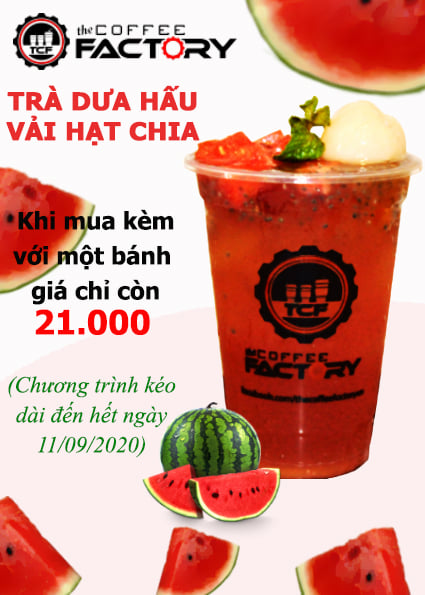 the COFFEE
FACTORY
TCF
TRÀ DƯA HẤU
VẢI HẠT CHIA
Khi mua kèm
với một bánh
giá chỉ còn
21.000
TCF
the COFFEE
FACTORY
(Chương trình kéo
dài đến hết ngày
11/09/2020)